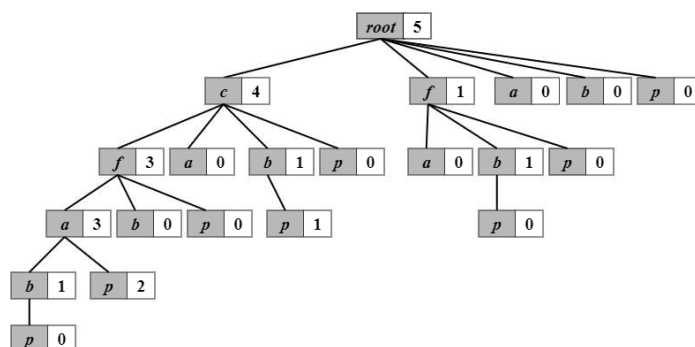 root 5
c 4 f 1 a 0 b 0 p 0
f 3 a 0 b 1 p 0 a 0 b 1 p 0
a 3 b 0 p 0 p 1 p 0
b 1 p 2
p 0